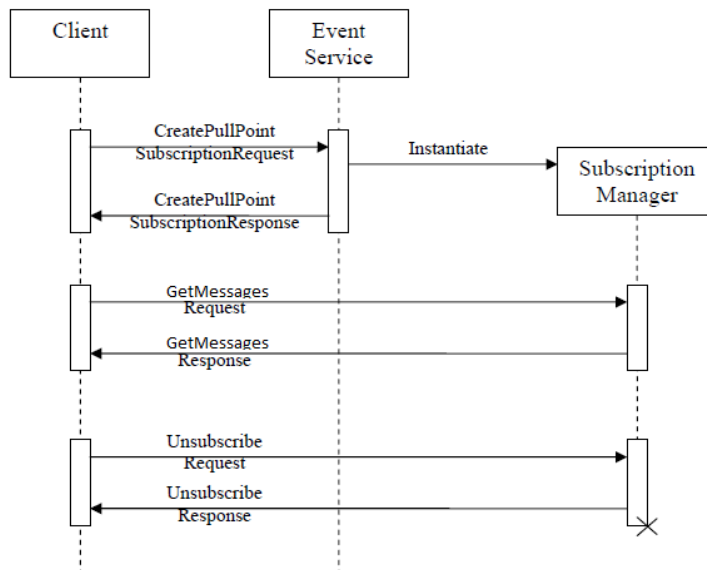 Client
Event
Service
CreatePullPoint
SubscriptionRequest
Instantiate
Subscription
Manager
CreatePullPoint
SubscriptionResponse
GetMessages
Request
GetMessages
Response
Unsubscribe
Request
Unsubscribe
Response